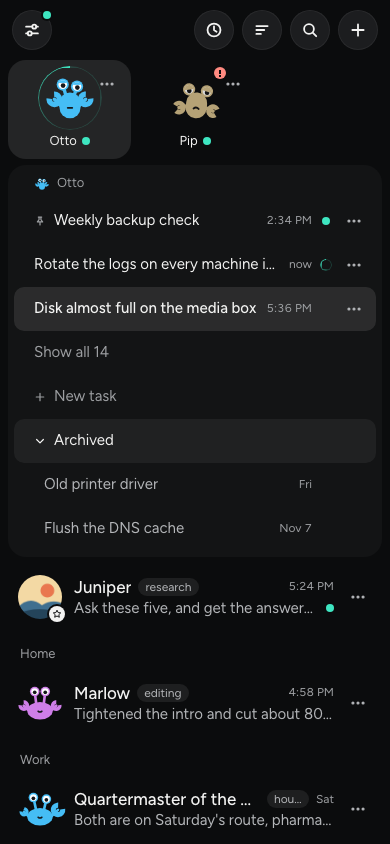 Otto
Pip
Otto
Weekly backup check 2:34 PM
Rotate the logs on every machine i... now
Disk almost full on the media box 5:36 PM
Show all 14
+ New task
Archived
Old printer driver Fri
Flush the DNS cache Nov 7
Juniper research 5:24 PM
Ask these five, and get the answer...
Home
Marlow editing 4:58 PM
Tightened the intro and cut about 80...
Work
Quartermaster of the ... hou... Sat
Both are on Saturday's route, pharma...